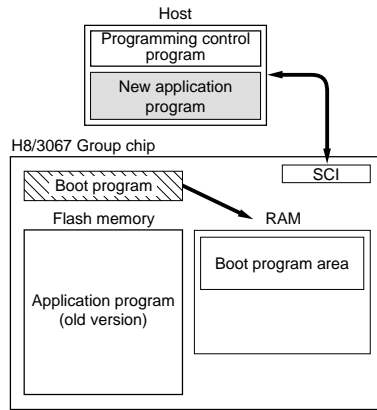 Host
Programming control
program
New application
program
H8/3067 Group chip
SCI
Boot program
Flash memory
RAM
Boot program area
Application program
(old version)